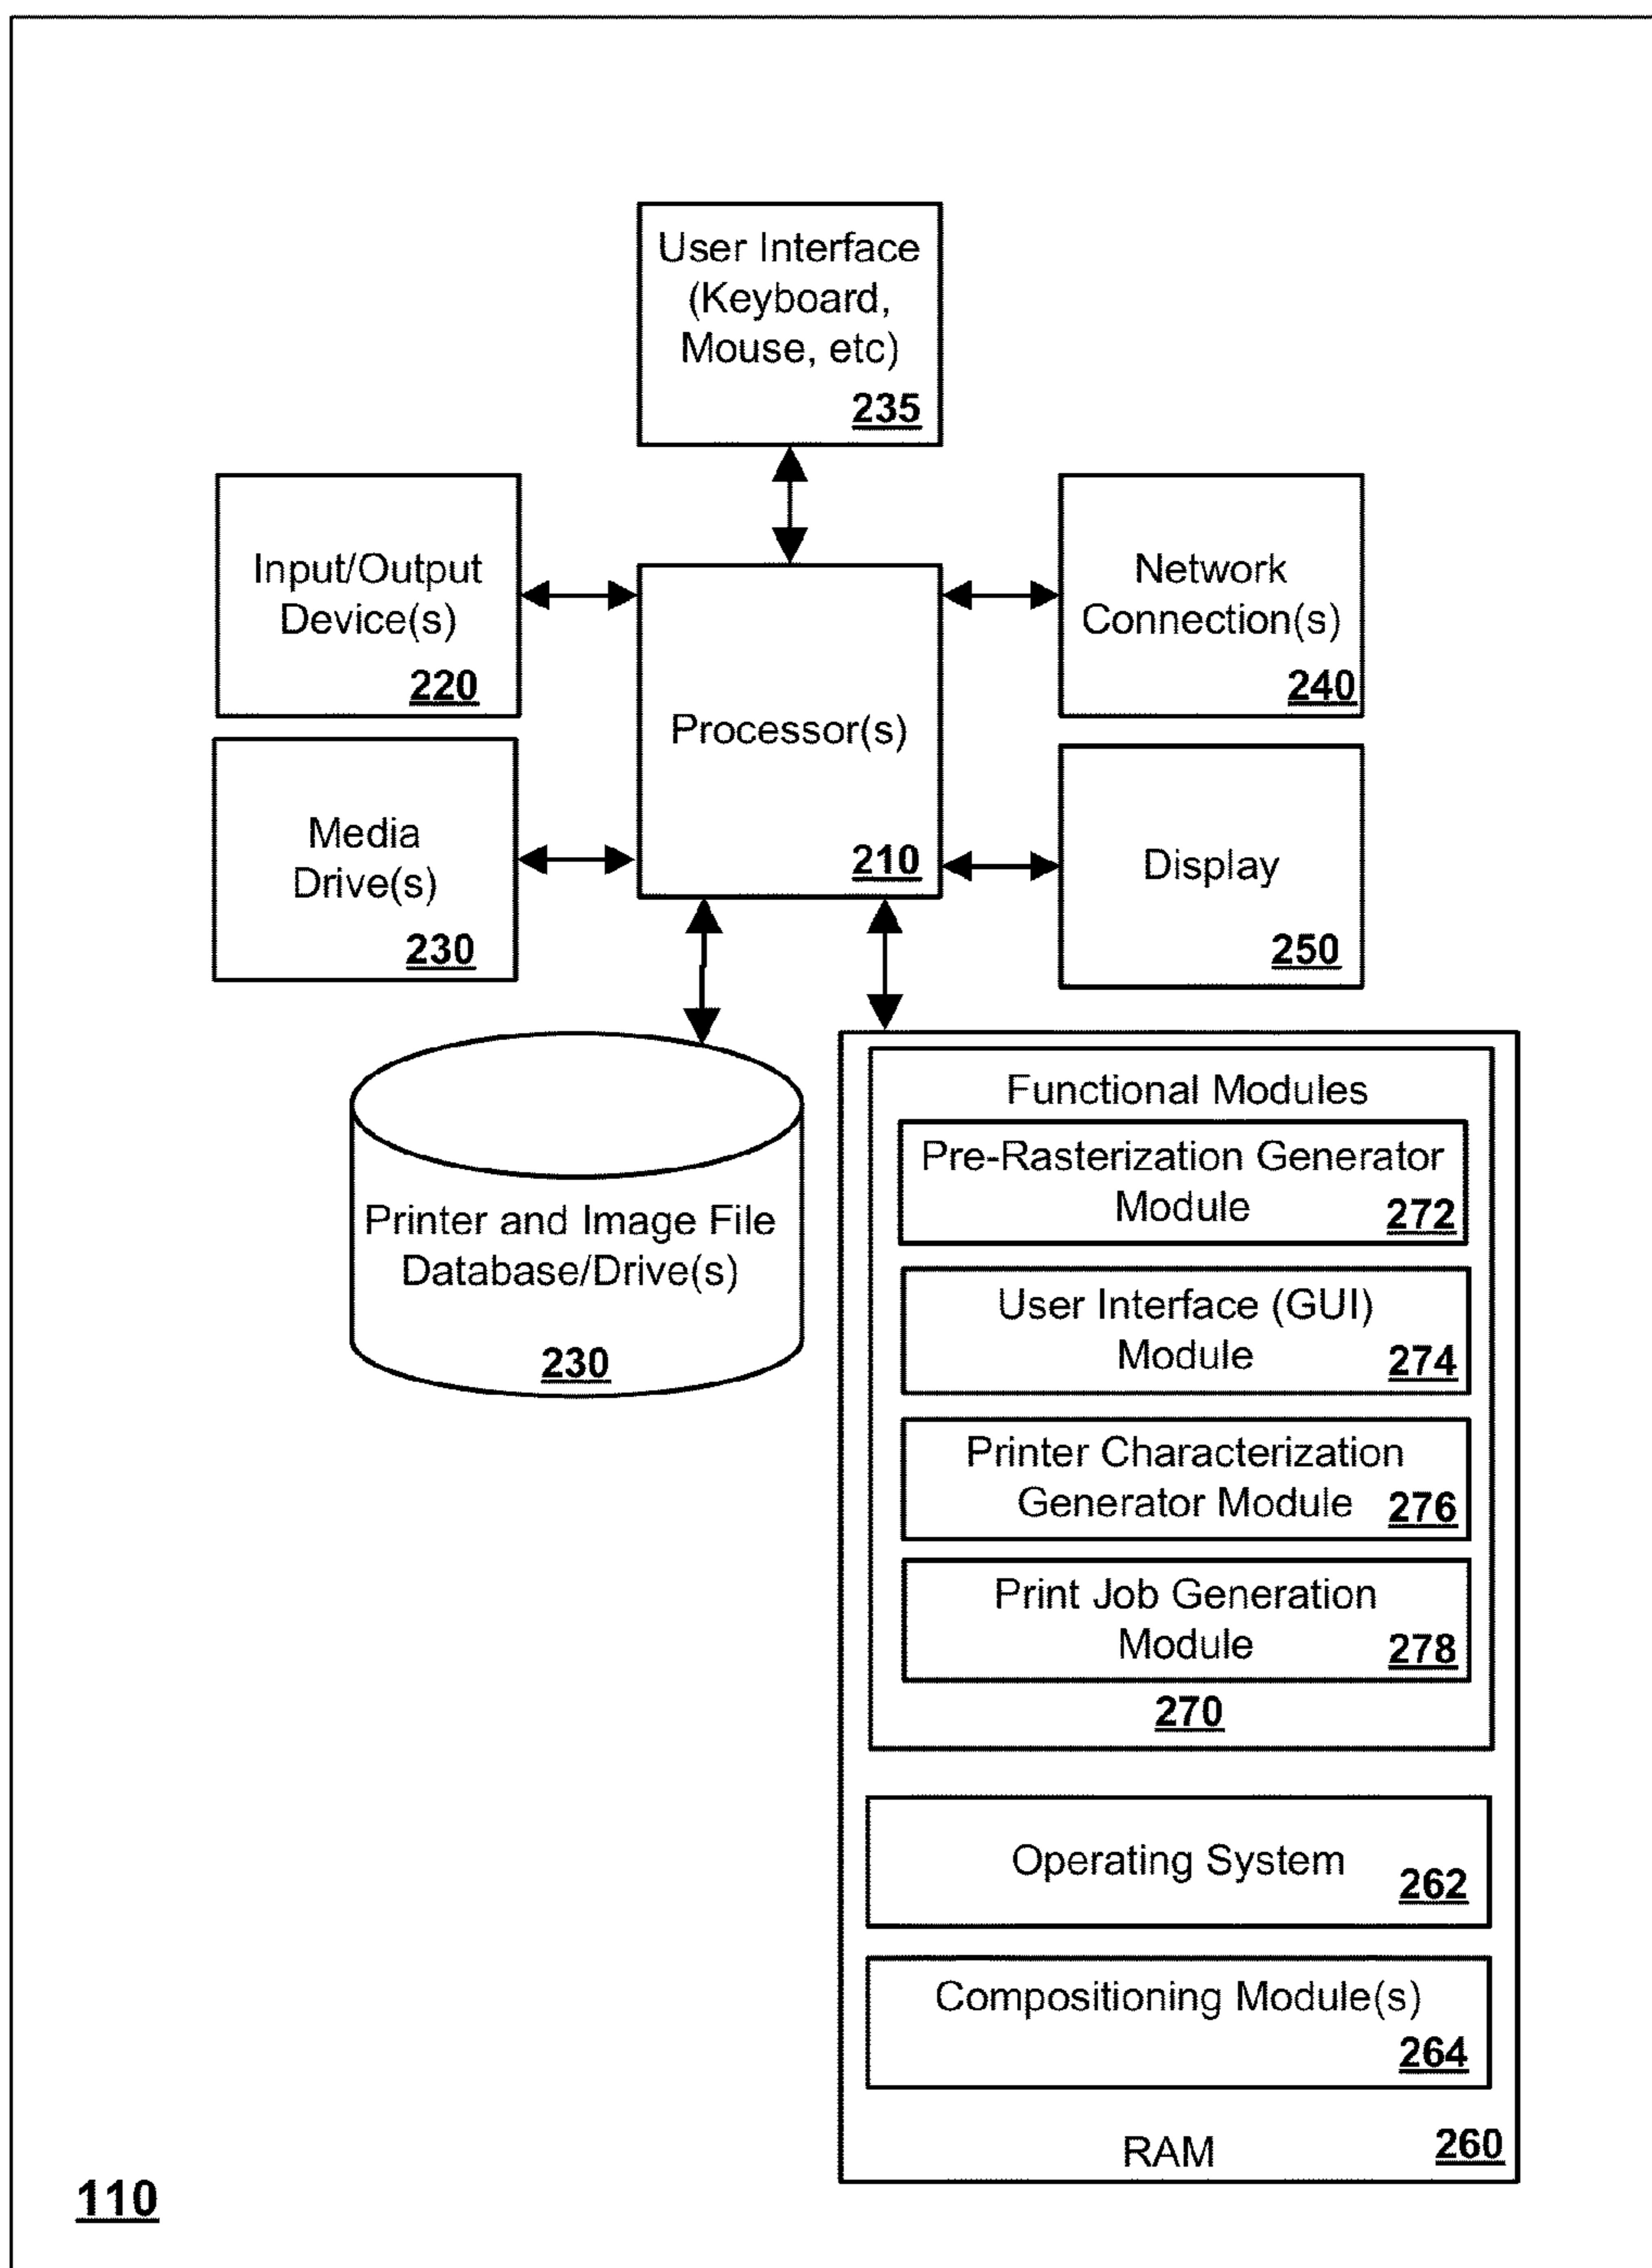 User Interface
(Keyboard,
Mouse, etc)
235
Input/Output
Device(s)
220
Processor(s)
210
Network
Connection(s)
240
Media
Drive(s)
230
Display
250
Printer and Image File
Database/Drive(s)
230
Functional Modules
Pre-Rasterization Generator
Module 272
User Interface (GUI)
Module 274
Printer Characterization
Generator Module 276
Print Job Generation
Module 278
270
Operating System
262
Compositioning Module(s)
264
RAM 260
110